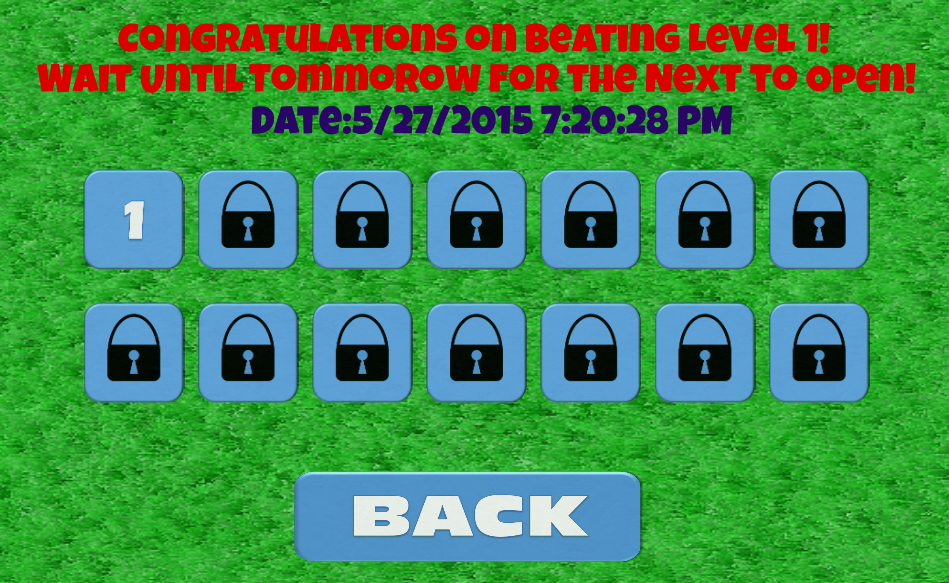 Congratulations on Beating Level 1!
Wait Until Tommorow For The Next To Open!
Date:5/27/2015 7:20:28 PM
1
BACK